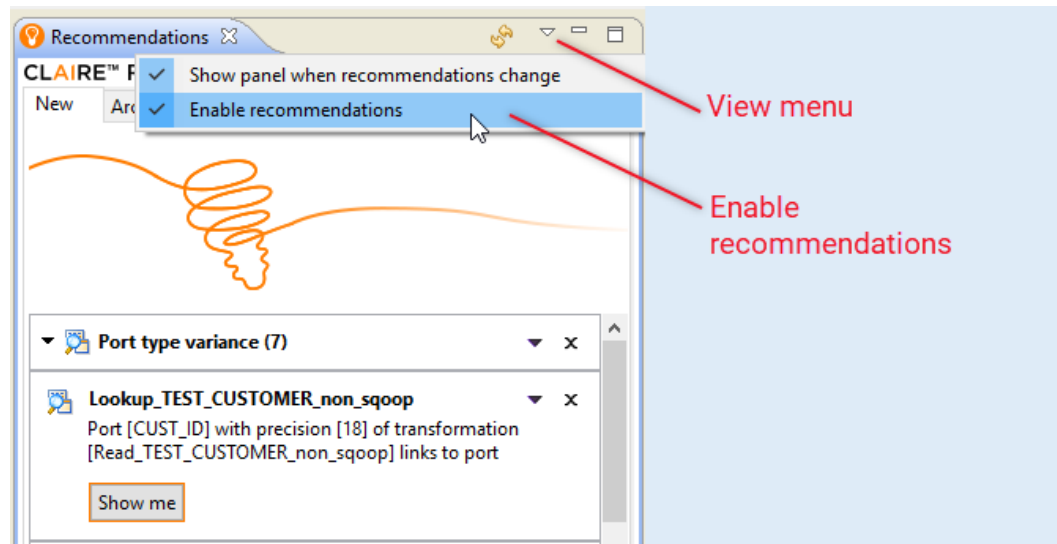 Recommendations
CLAIRE™
Show panel when recommendations change
New
Enable recommendations
View menu
Enable
recommendations
Port type variance (7)
Lookup_TEST_CUSTOMER_non_sqoop
Port [CUST_ID] with precision [18] of transformation
[Read_TEST_CUSTOMER_non_sqoop] links to port
Show me